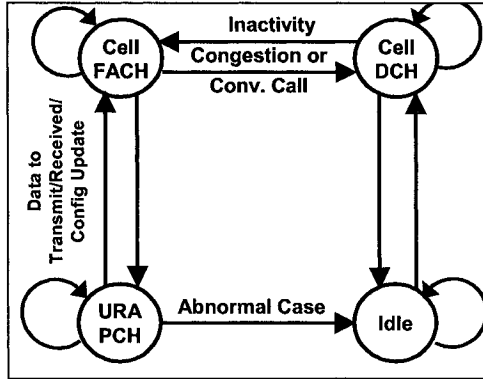 Inactivity
Cell
FACH
Congestion or
Conv. Call
Cell
DCH
Data to
Transmit/Received/
Config Update
URA
PCH
Abnormal Case
Idle